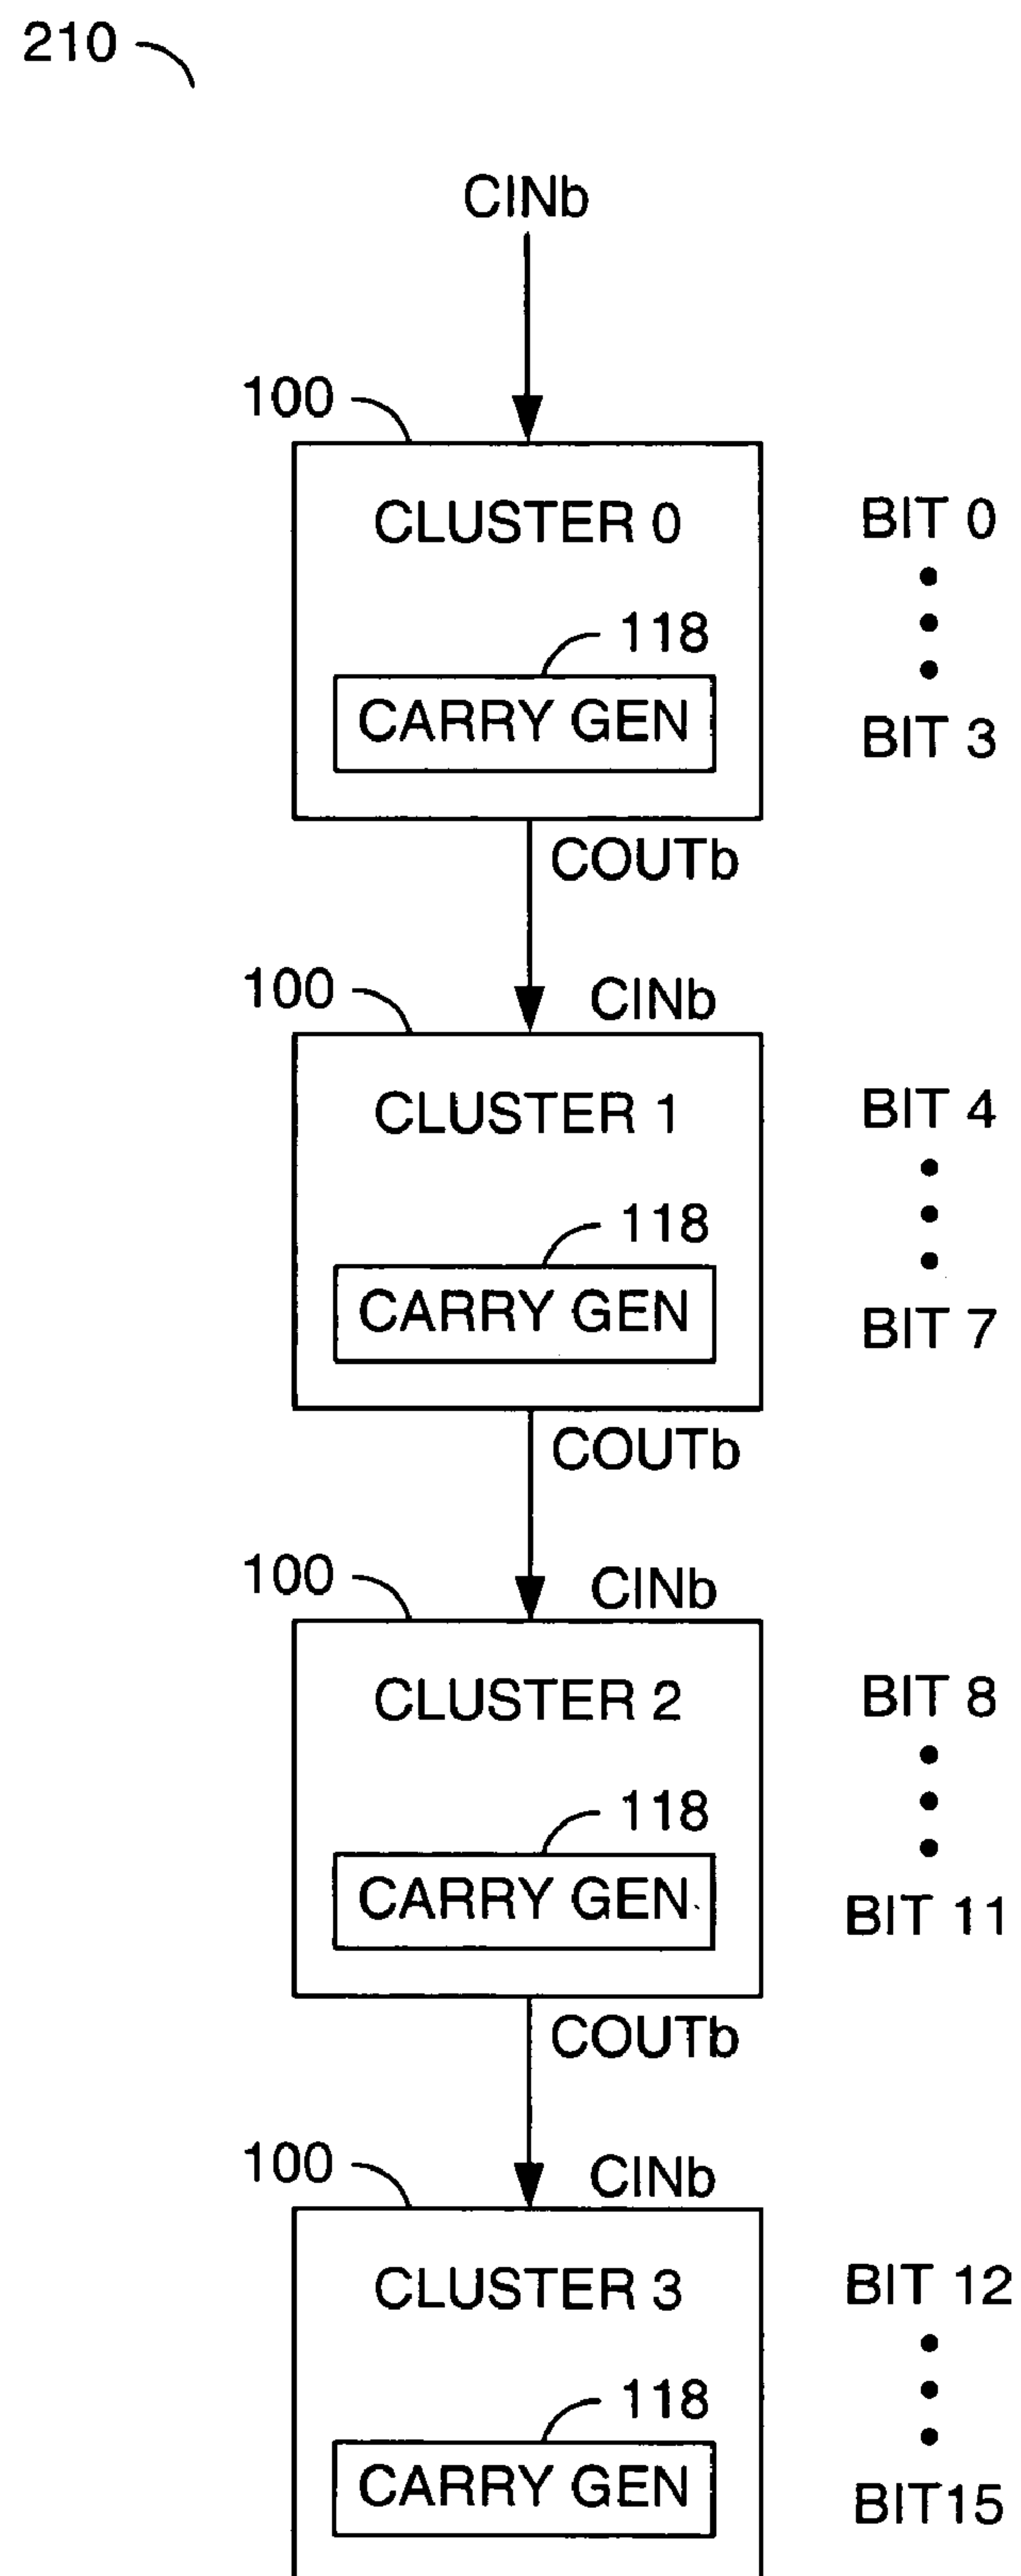 210
CINb
100
CLUSTER 0
BIT 0
118
CARRY GEN
BIT 3
COUTb
100
CINb
CLUSTER 1
BIT 4
118
CARRY GEN
BIT 7
COUTb
100
CINb
CLUSTER 2
BIT 8
118
CARRY GEN
BIT 11
COUTb
100
CINb
CLUSTER 3
BIT 12
118
CARRY GEN
BIT15